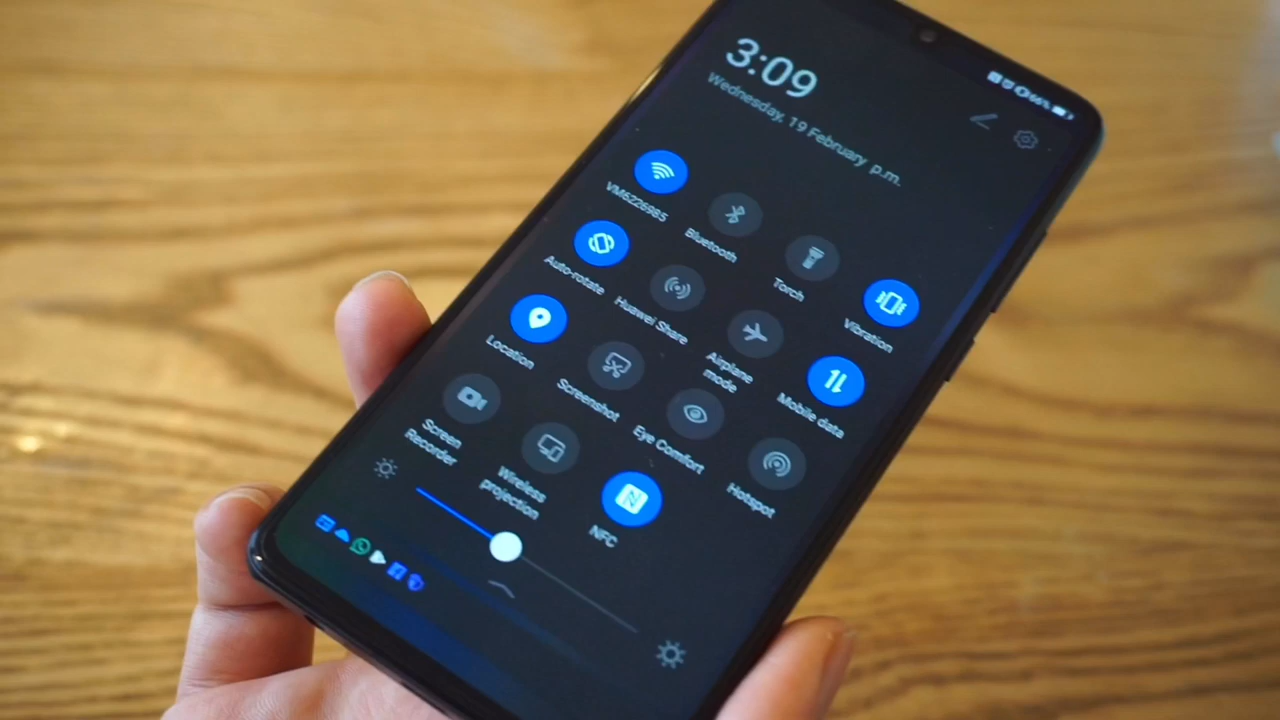 3:09
66%
Wednesday, 19 February p.m.
VM6226985
Bluetooth
Torch
Vibration
Auto-rotate
Huawei Share
Airplane
mode
Mobile data
Location
Screenshot
Eye Comfort
Hotspot
Screen
Recorder
Wireless
projection
NFC